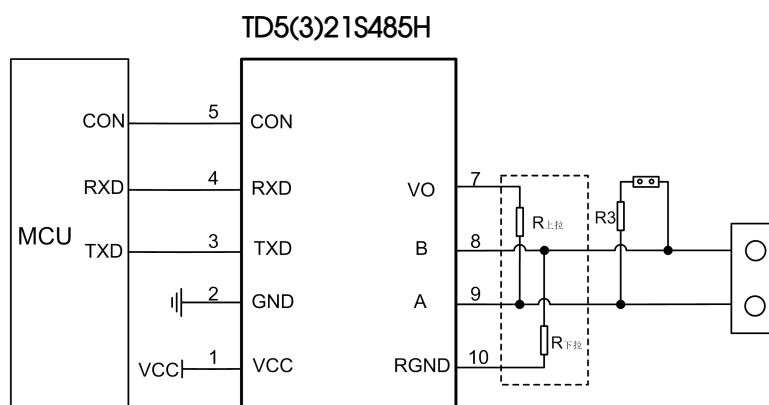 TD5(3)21S485H
CON 5 CON
RXD 4 RXD 7
VO
R上拉 R3
MCU TXD 3 TXD B 8
2 GND A 9
R下拉
VCC 1 VCC RGND 10